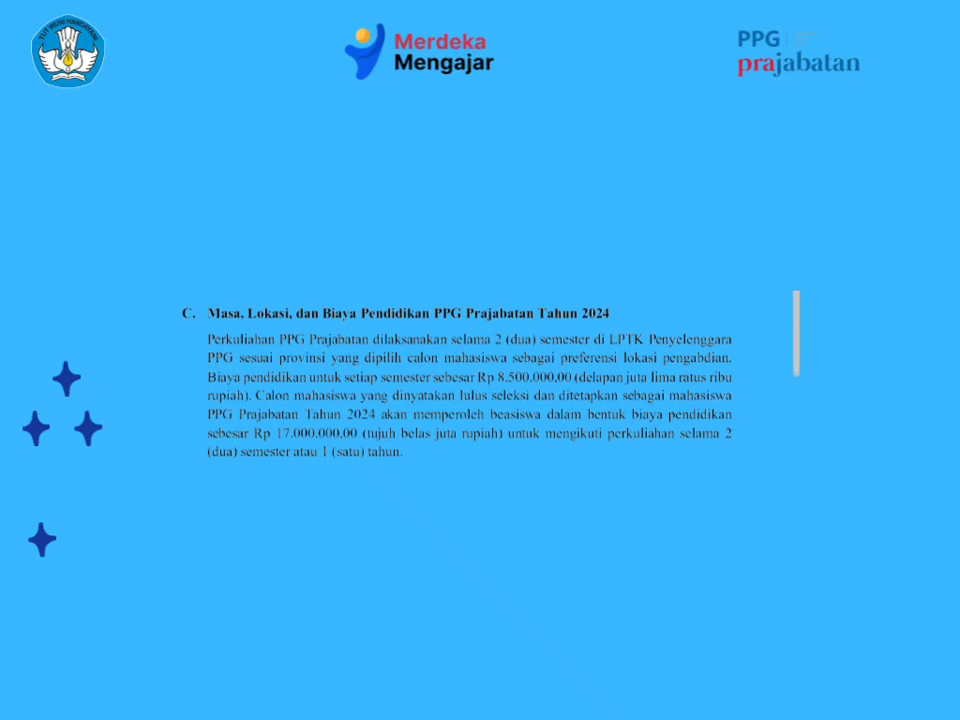 TUT WURI HANDAYANI
Merdeka
Mengajar
PPG
prajabatan
C. Masa, Lokasi, dan Biaya Pendidikan PPG Prajabatan Tahun 2024
Perkuliahan PPG Prajabatan dilaksanakan selama 2 (dua) semester di LPTK Penyelenggara
PPG sesuai provinsi yang dipilih calon mahasiswa sebagai preferensi lokasi pengabdian.
Biaya pendidikan untuk setiap semester sebesar Rp 8.500.000,00 (delapan juta lima ratus ribu
rupiah). Calon mahasiswa yang dinyatakan lulus seleksi dan ditetapkan sebagai mahasiswa
PPG Prajabatan Tahun 2024 akan memperoleh beasiswa dalam bentuk biaya pendidikan
sebesar Rp 17.000.000,00 (tujuh belas juta rupiah) untuk mengikuti perkuliahan selama 2
(dua) semester atau 1 (satu) tahun.